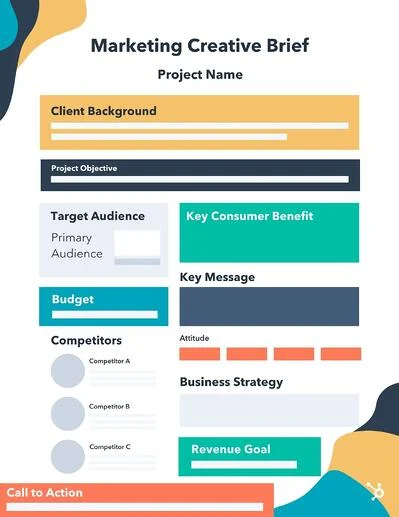 Marketing Creative Brief
Project Name
Client Background
Project Objective
Target Audience
Primary
Audience
Key Consumer Benefit
Key Message
Budget
Attitude
Competitors
Competitor A
Competitor B
Competitor C
Business Strategy
Revenue Goal
Call to Action